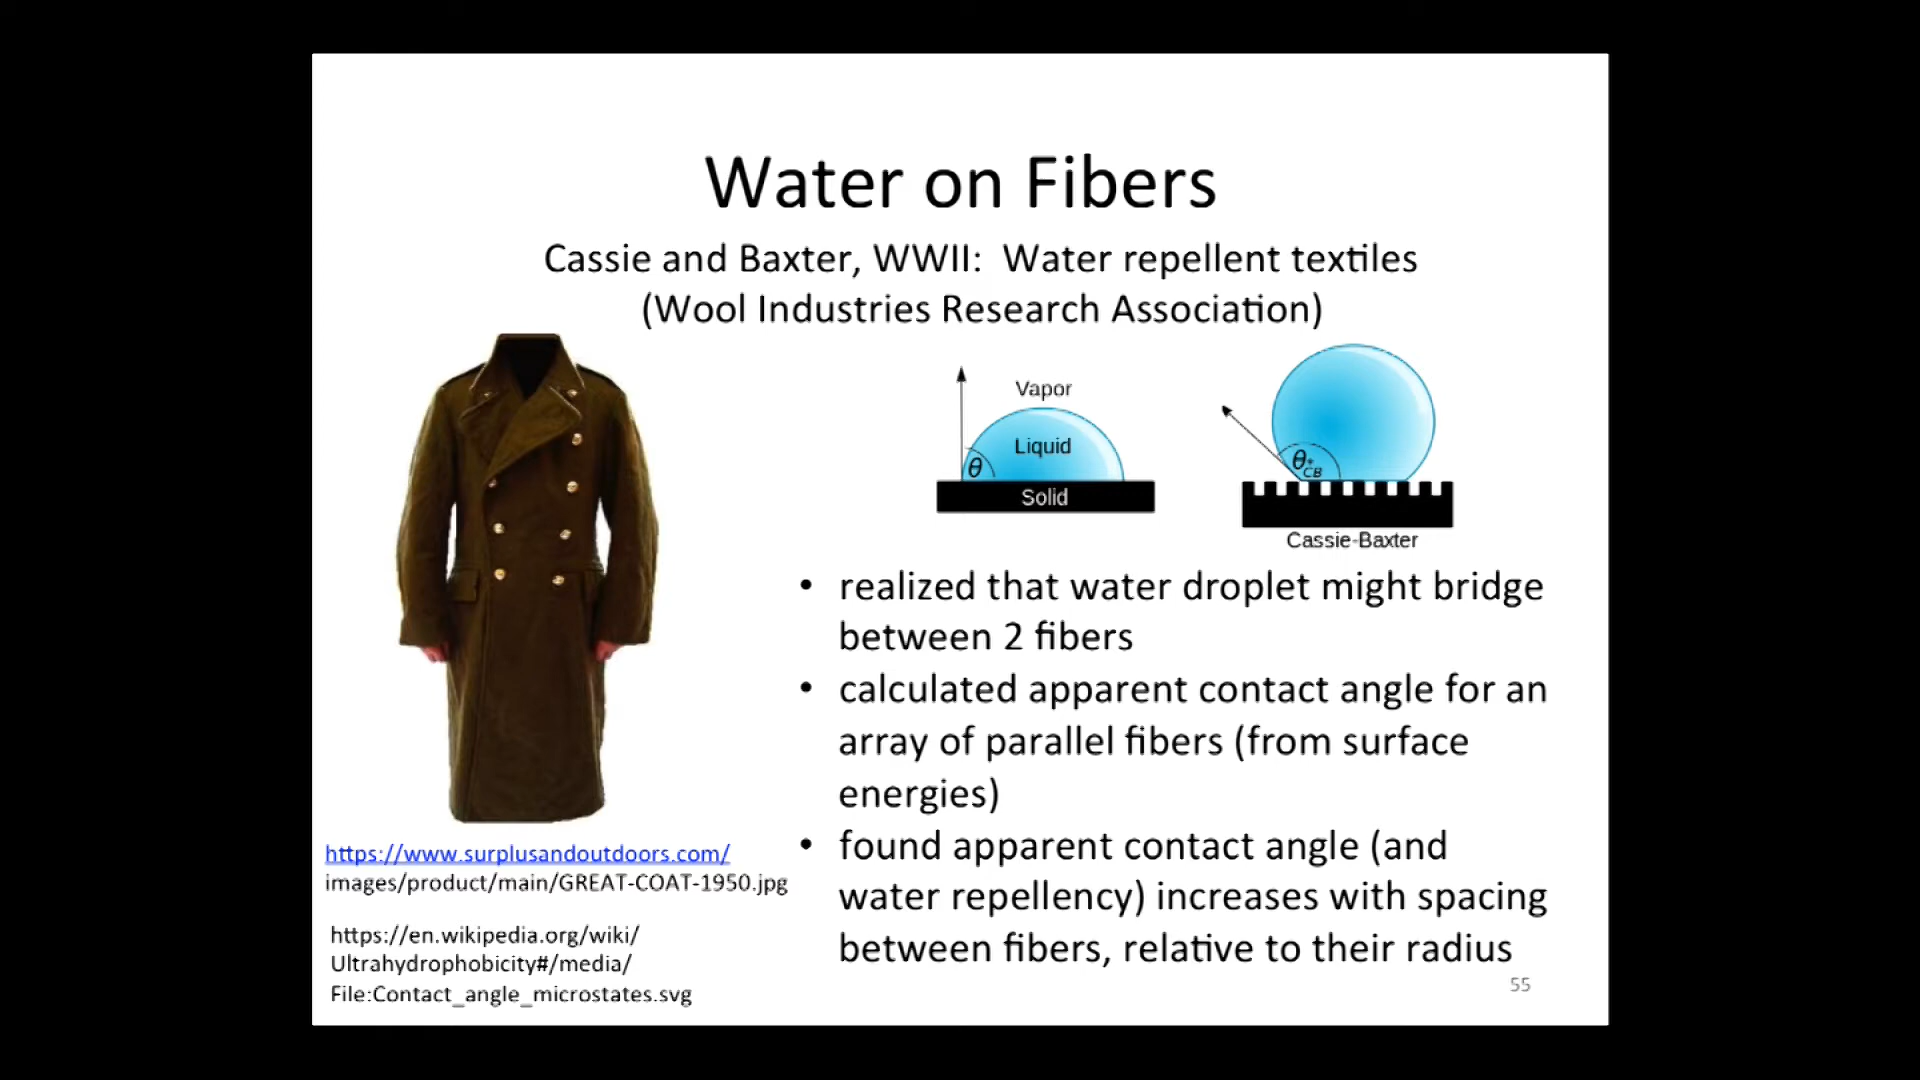 Water on Fibers
Cassie and Baxter, WWII: Water repellent textiles
(Wool Industries Research Association)
Vapor
Liquid
θ
Solid
θ*CB
Cassie-Baxter
• realized that water droplet might bridge
between 2 fibers
• calculated apparent contact angle for an
array of parallel fibers (from surface
energies)
• found apparent contact angle (and
water repellency) increases with spacing
between fibers, relative to their radius
https://www.surplusandoutdoors.com/
images/product/main/GREAT-COAT-1950.jpg
https://en.wikipedia.org/wiki/
Ultrahydrophobicity#/media/
File:Contact_angle_microstates.svg
55